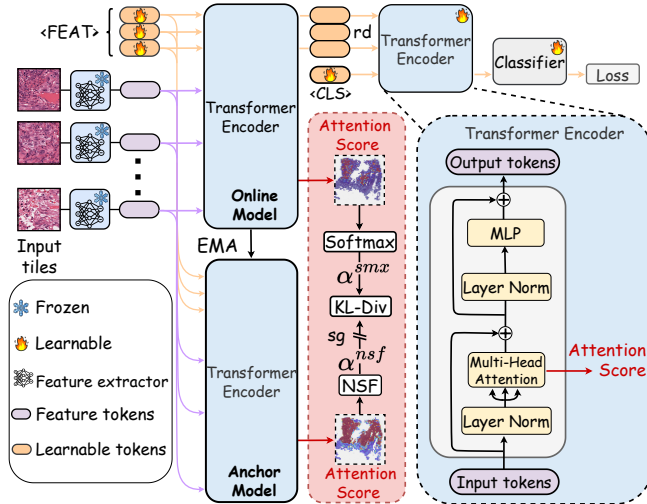 <FEAT>
Transformer
Encoder
Online
Model
rd
<CLS>
Transformer
Encoder
Classifier
Loss
Input
tiles
EMA
Transformer
Encoder
Anchor
Model
Attention
Score
Softmax
α^smx
KL-Div
sg
α^nsf
NSF
Attention
Score
Frozen
Learnable
Feature extractor
Feature tokens
Learnable tokens
Transformer Encoder
Output tokens
MLP
Layer Norm
Multi-Head
Attention
Attention
Score
Layer Norm
Input tokens